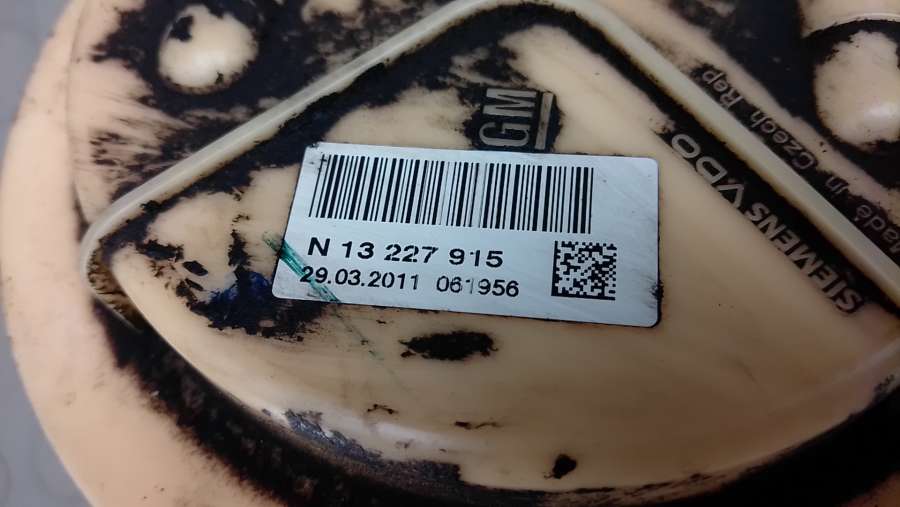 GM
N 13 227 915
29.03.2011 061956
SIEMENS VDO
Made in Czech Rep